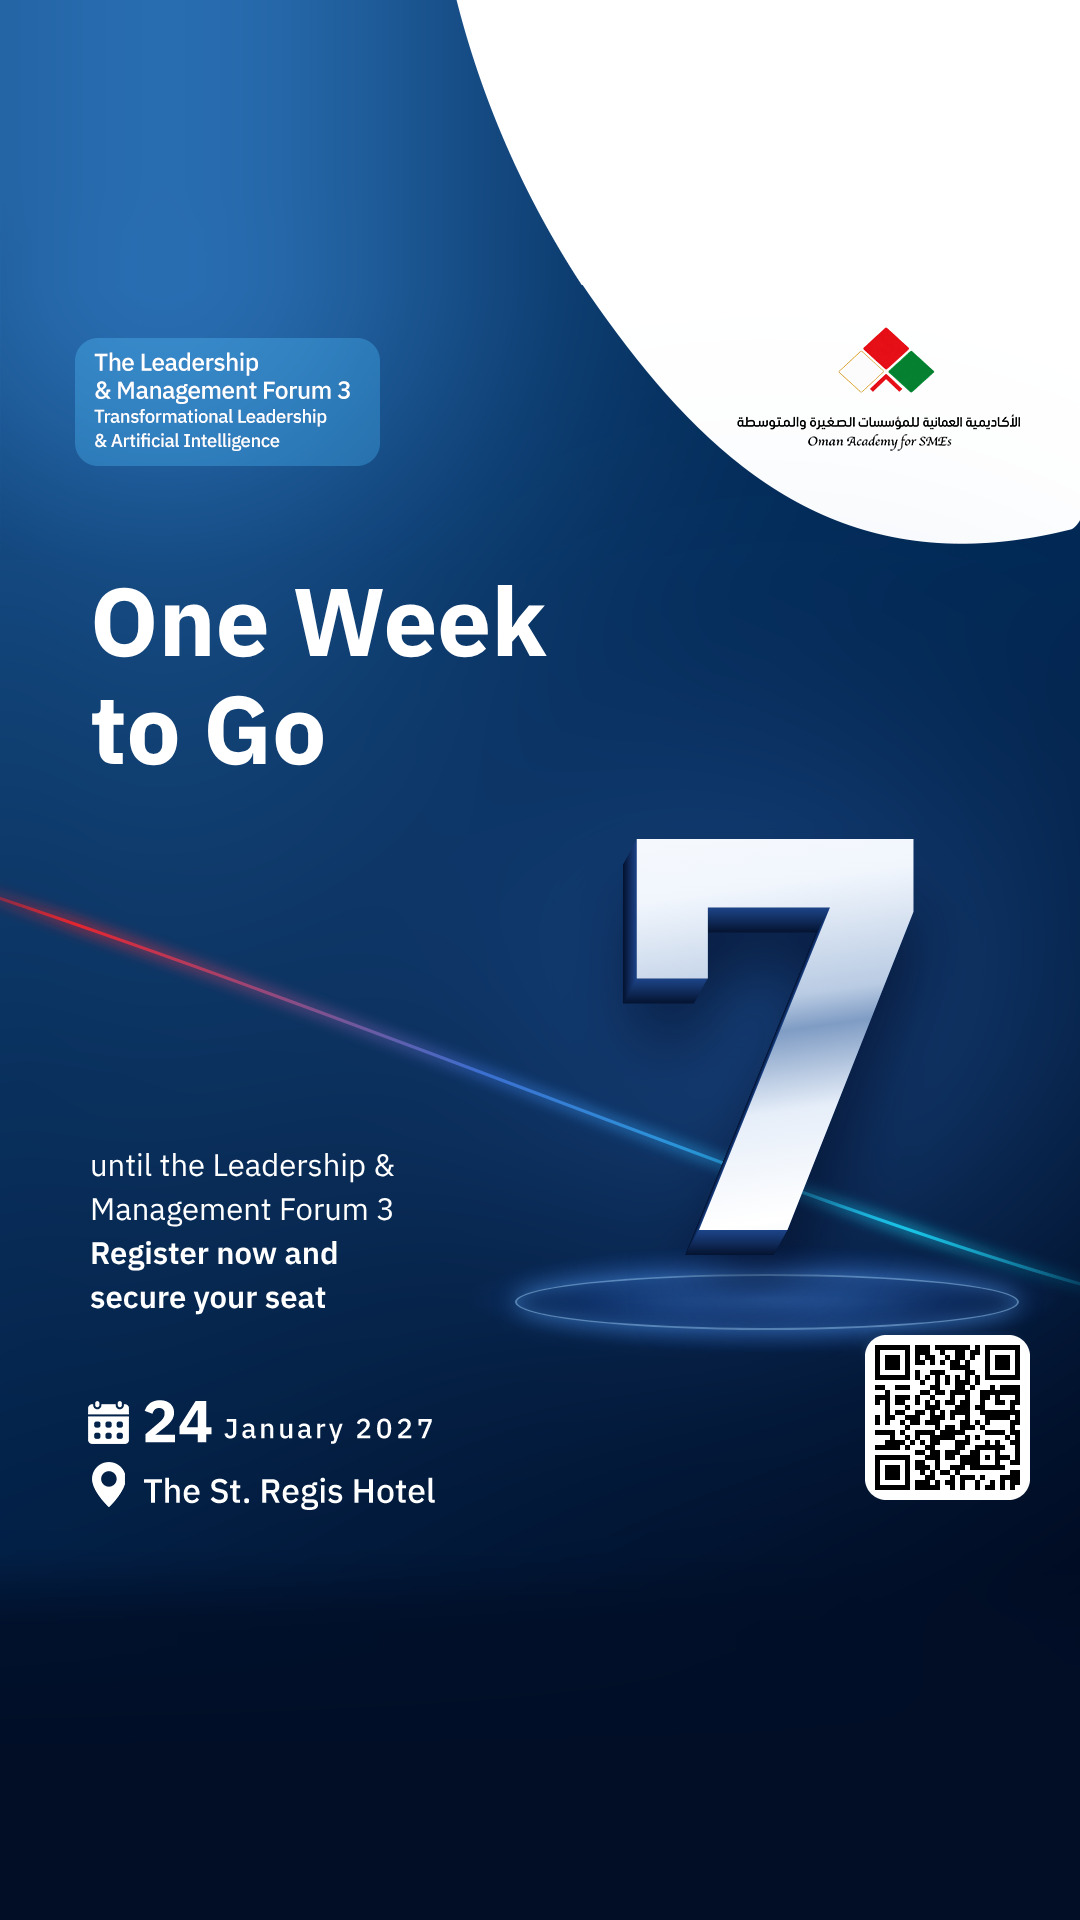 The Leadership
& Management Forum 3
Transformational Leadership
& Artificial Intelligence
الأكاديمية العمانية للمؤسسات الصغيرة والمتوسطة
Oman Academy for SMEs
One Week
to Go
7
until the Leadership &
Management Forum 3
Register now and
secure your seat
24 January 2027
The St. Regis Hotel